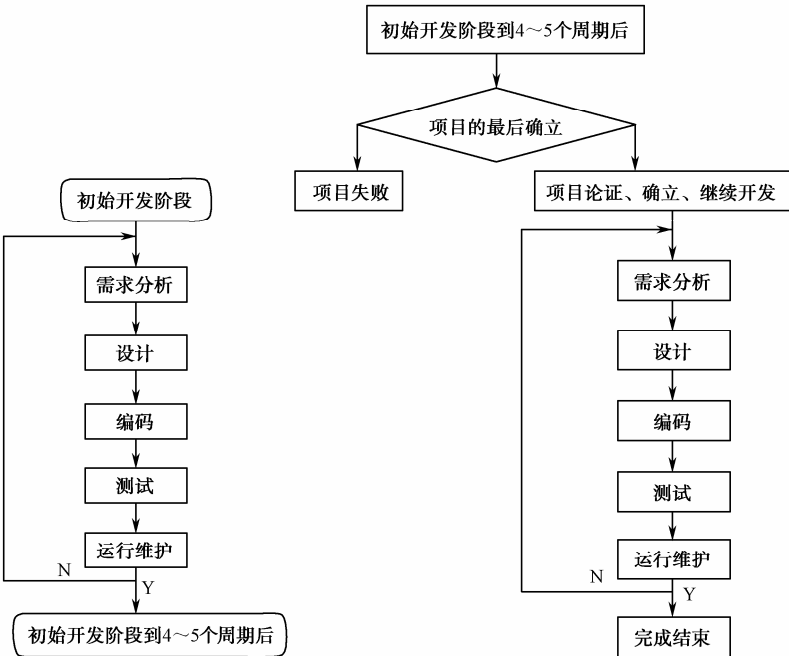 初始开发阶段
需求分析
设计
编码
测试
运行维护
N
Y
初始开发阶段到4～5个周期后
初始开发阶段到4～5个周期后
项目的最后确立
项目失败
项目论证、确立、继续开发
需求分析
设计
编码
测试
运行维护
N
Y
完成结束